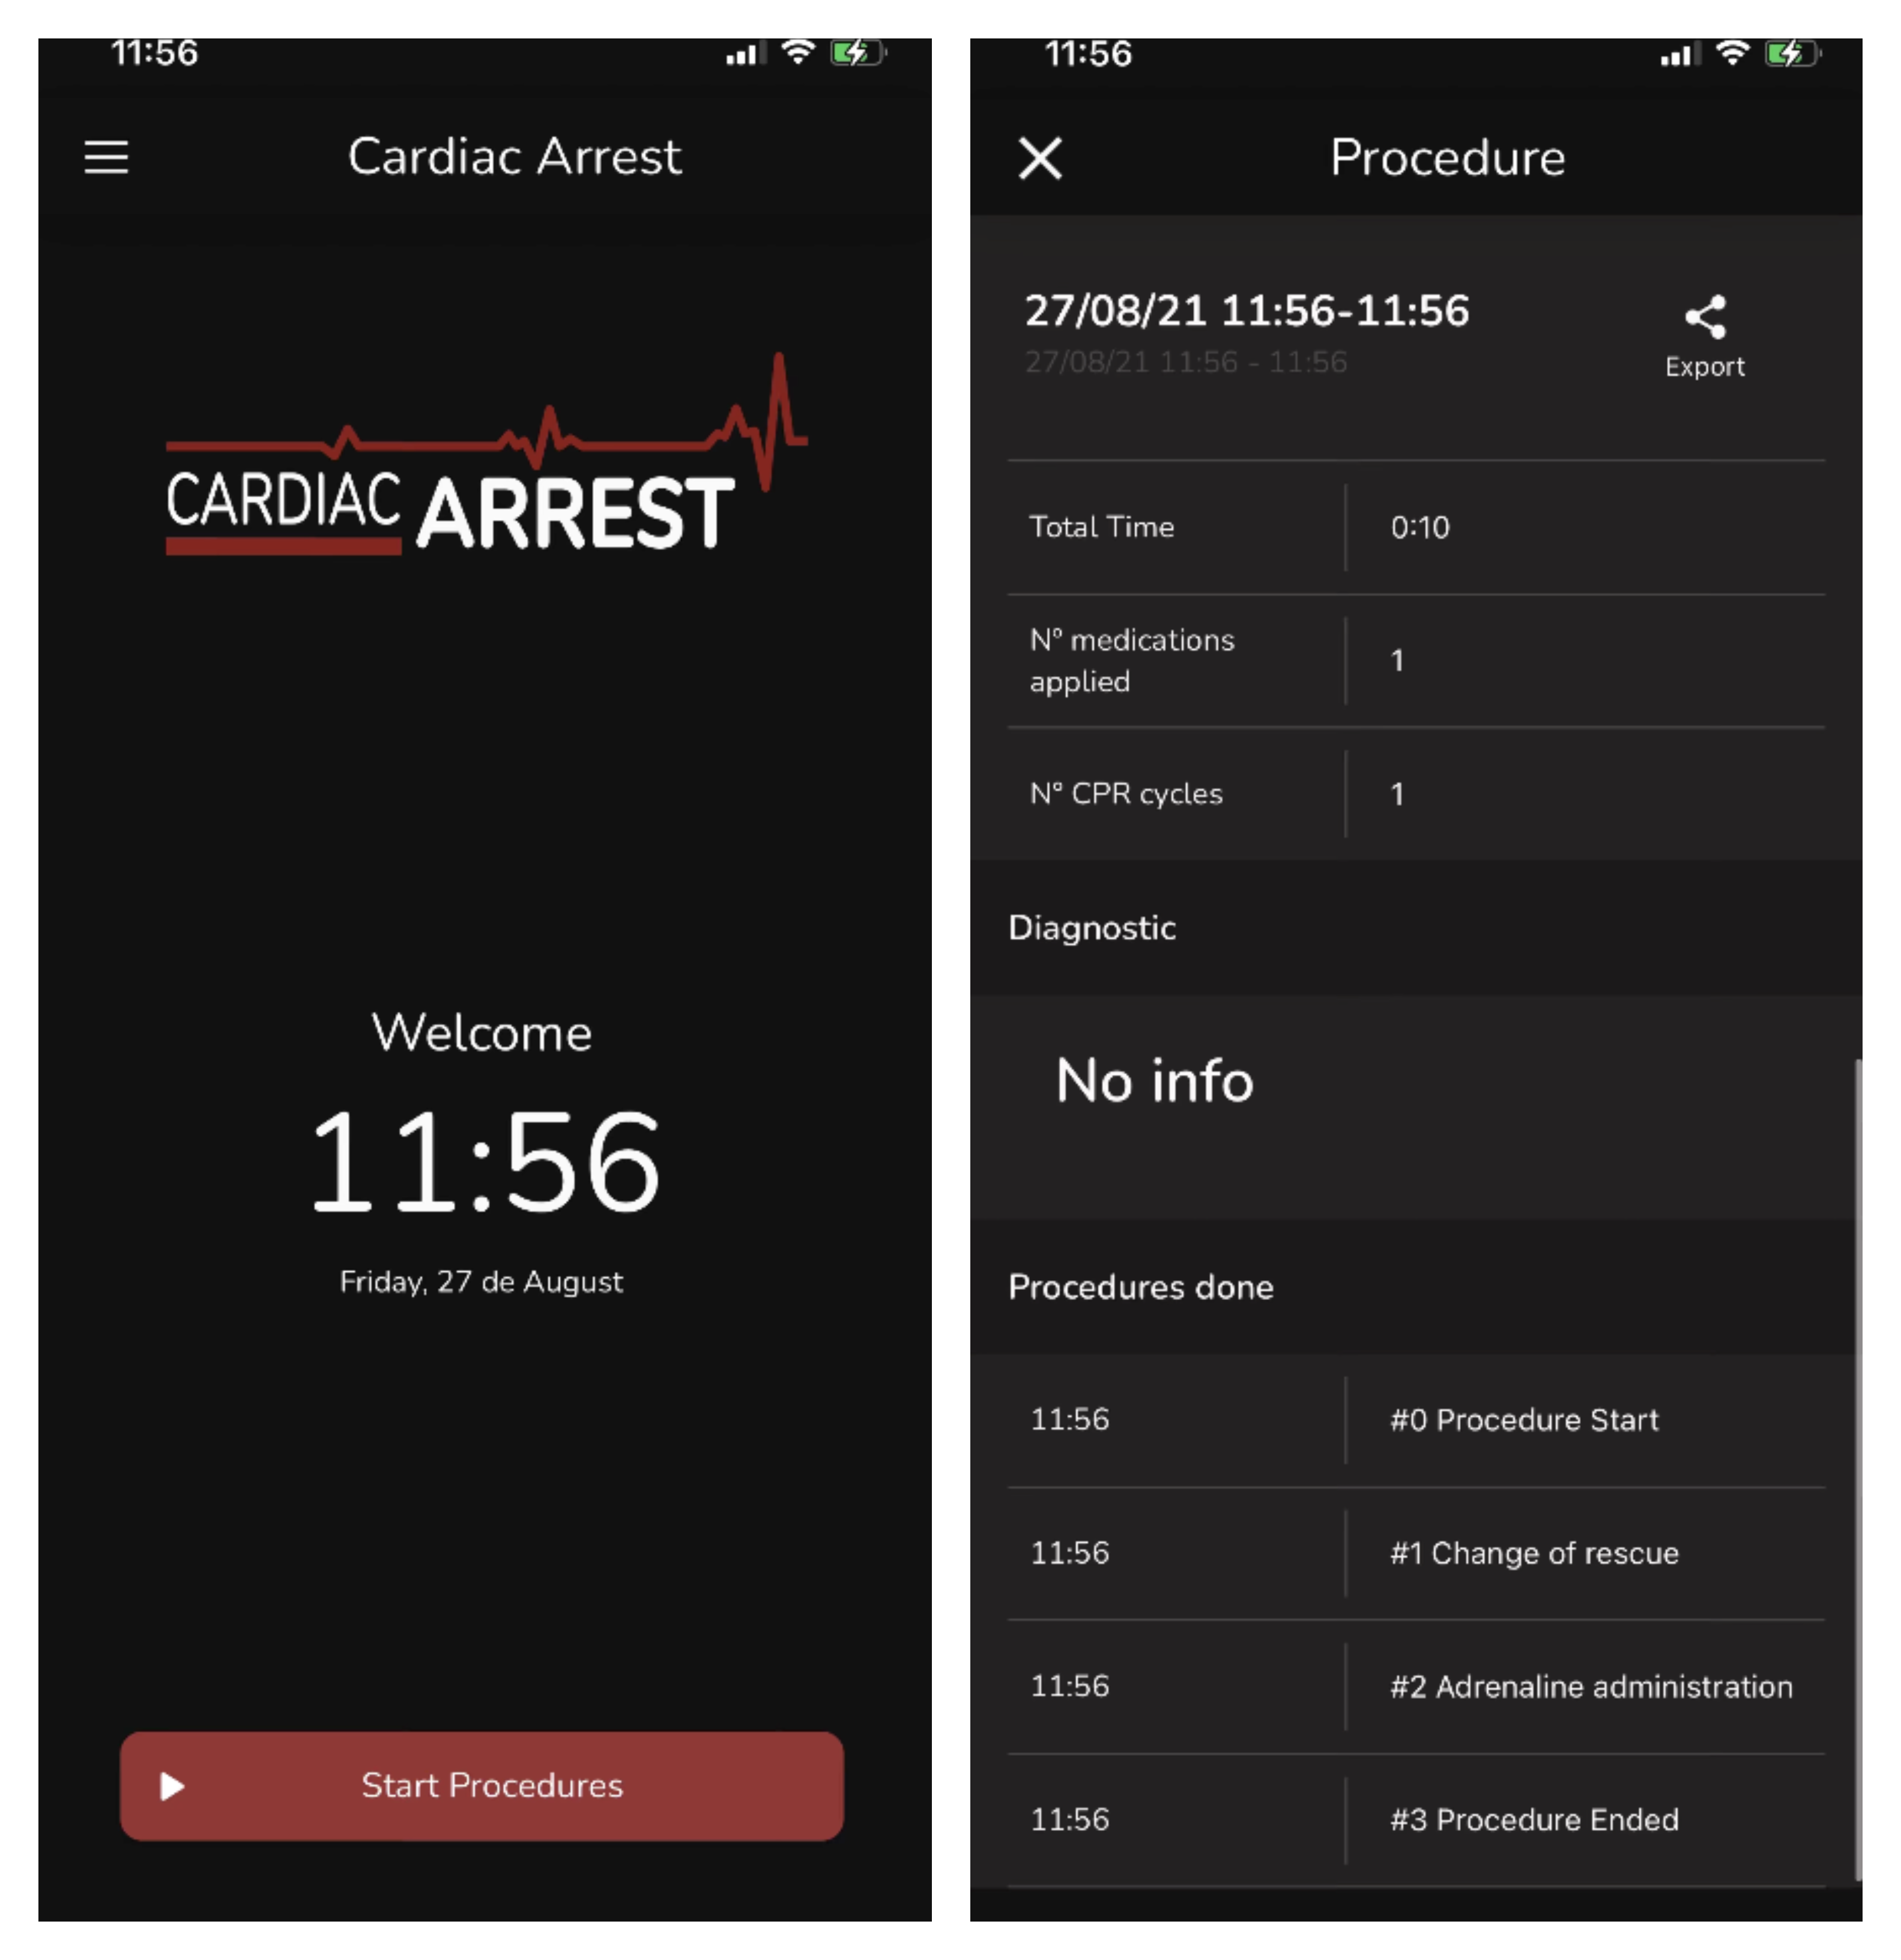 11:56
Cardiac Arrest
CARDIAC ARREST
Welcome
11:56
Friday, 27 de August
Start Procedures
11:56
Procedure
27/08/21 11:56-11:56
27/08/21 11:56 - 11:56
Export
Total Time
0:10
Nº medications
applied
1
Nº CPR cycles
1
Diagnostic
No info
Procedures done
11:56
#0 Procedure Start
11:56
#1 Change of rescue
11:56
#2 Adrenaline administration
11:56
#3 Procedure Ended